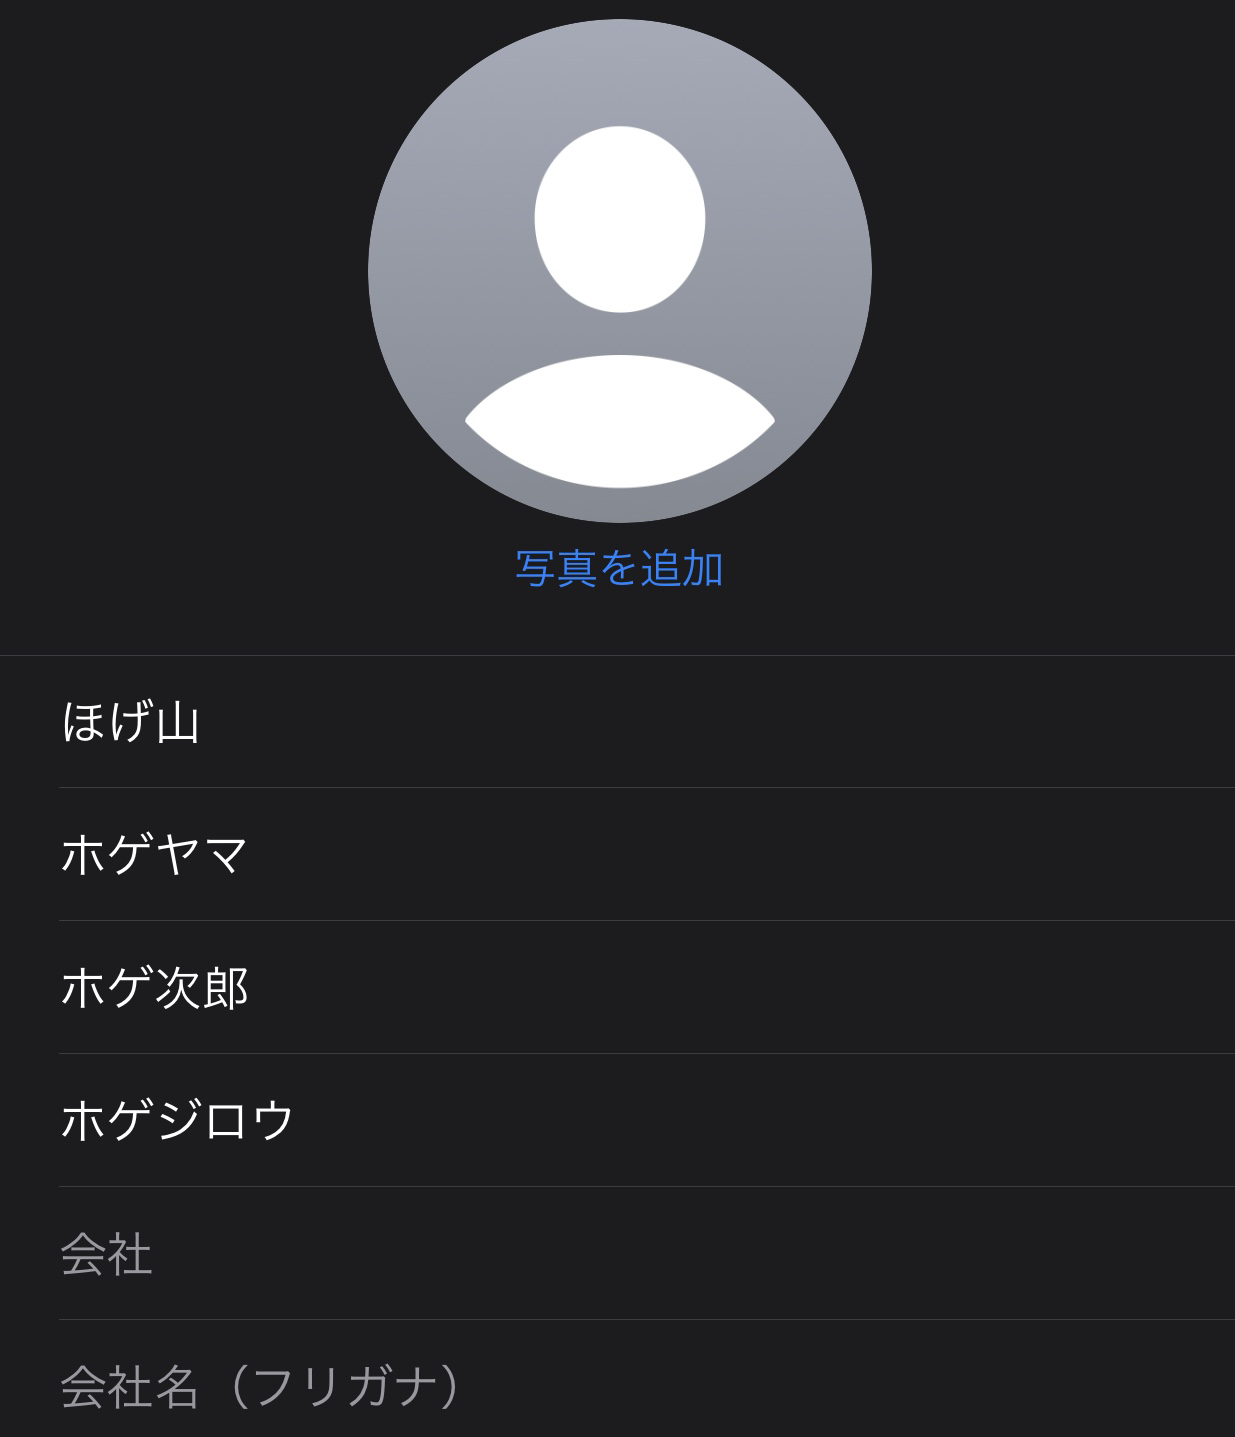 写真を追加
ほげ山
ホゲヤマ
ホゲ次郎
ホゲジロウ
会社
会社名（フリガナ）